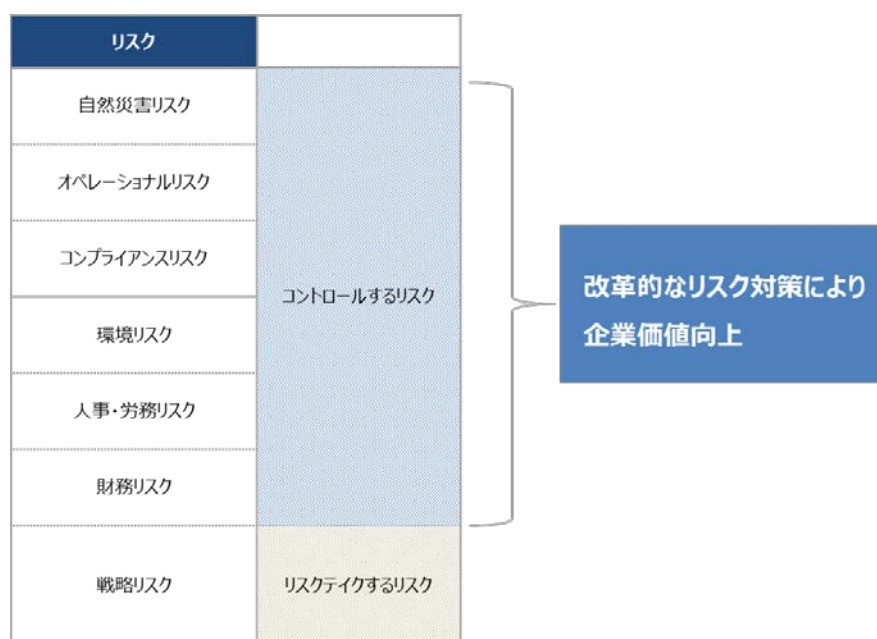 リスク
自然災害リスク
オペレーショナルリスク
コンプライアンスリスク
環境リスク
人事・労務リスク
財務リスク
戦略リスク
コントロールするリスク
リスクテイクするリスク
改革的なリスク対策により
企業価値向上